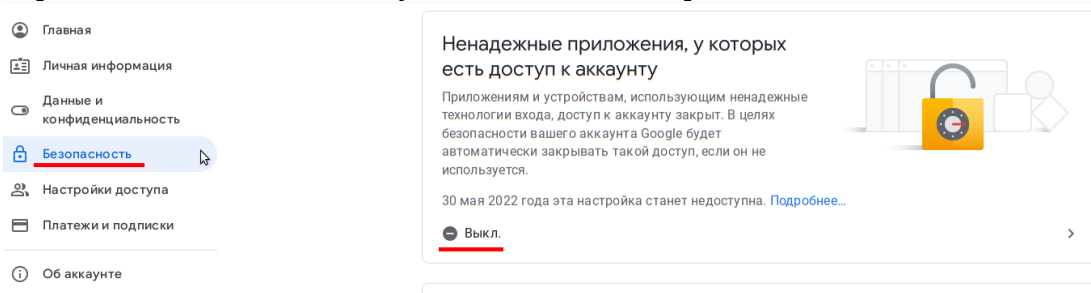 Главная
Личная информация
Данные и
конфиденциальность
Безопасность
Настройки доступа
Платежи и подписки
Об аккаунте
Ненадежные приложения, у которых
есть доступ к аккаунту
Приложениям и устройствам, использующим ненадежные
технологии входа, доступ к аккаунту закрыт. В целях
безопасности вашего аккаунта Google будет
автоматически закрывать такой доступ, если он не
используется.
30 мая 2022 года эта настройка станет недоступна. Подробнее…
Выкл.